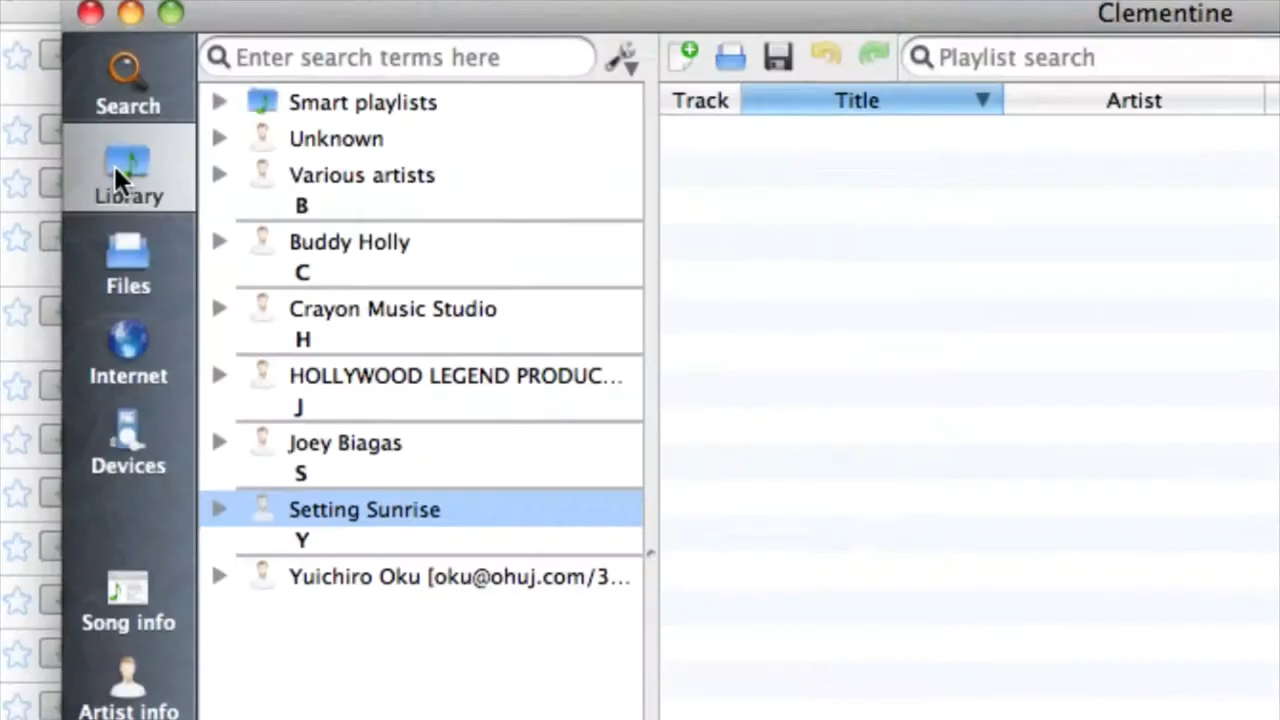 Clementine
Search
Library
Files
Internet
Devices
Song info
Artist info
Enter search terms here
Smart playlists
Unknown
Various artists
B
Buddy Holly
C
Crayon Music Studio
H
HOLLYWOOD LEGEND PRODUC...
J
Joey Biagas
S
Setting Sunrise
Y
Yuichiro Oku [oku@ohuj.com/3...
Playlist search
Track Title Artist